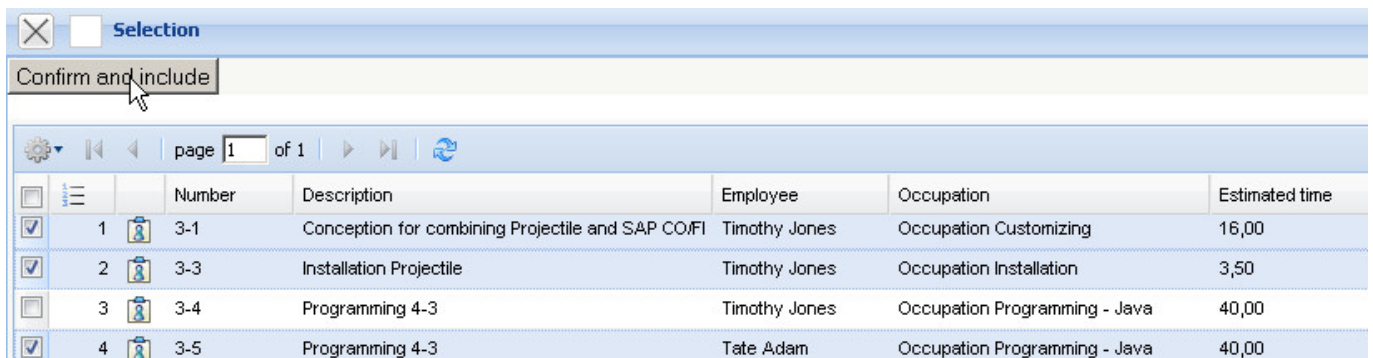 Selection
Confirm and include
page 1 of 1
Number Description Employee Occupation Estimated time
1 3-1 Conception for combining Projectile and SAP CO/FI Timothy Jones Occupation Customizing 16,00
2 3-3 Installation Projectile Timothy Jones Occupation Installation 3,50
3 3-4 Programming 4-3 Timothy Jones Occupation Programming - Java 40,00
4 3-5 Programming 4-3 Tate Adam Occupation Programming - Java 40,00